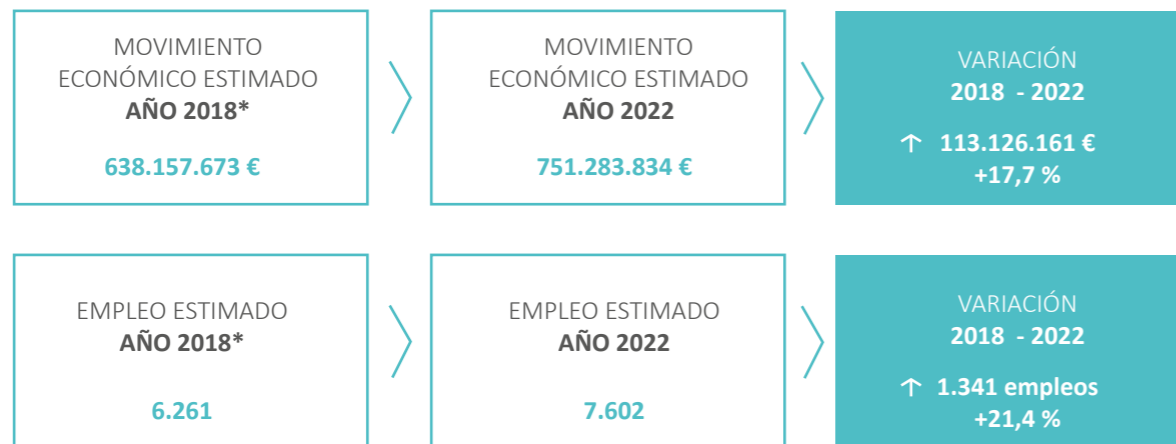 MOVIMIENTO
ECONÓMICO ESTIMADO
AÑO 2018*
638.157.673 €
MOVIMIENTO
ECONÓMICO ESTIMADO
AÑO 2022
751.283.834 €
VARIACIÓN
2018 - 2022
↑ 113.126.161 €
+17,7 %
EMPLEO ESTIMADO
AÑO 2018*
6.261
EMPLEO ESTIMADO
AÑO 2022
7.602
VARIACIÓN
2018 - 2022
↑ 1.341 empleos
+21,4 %